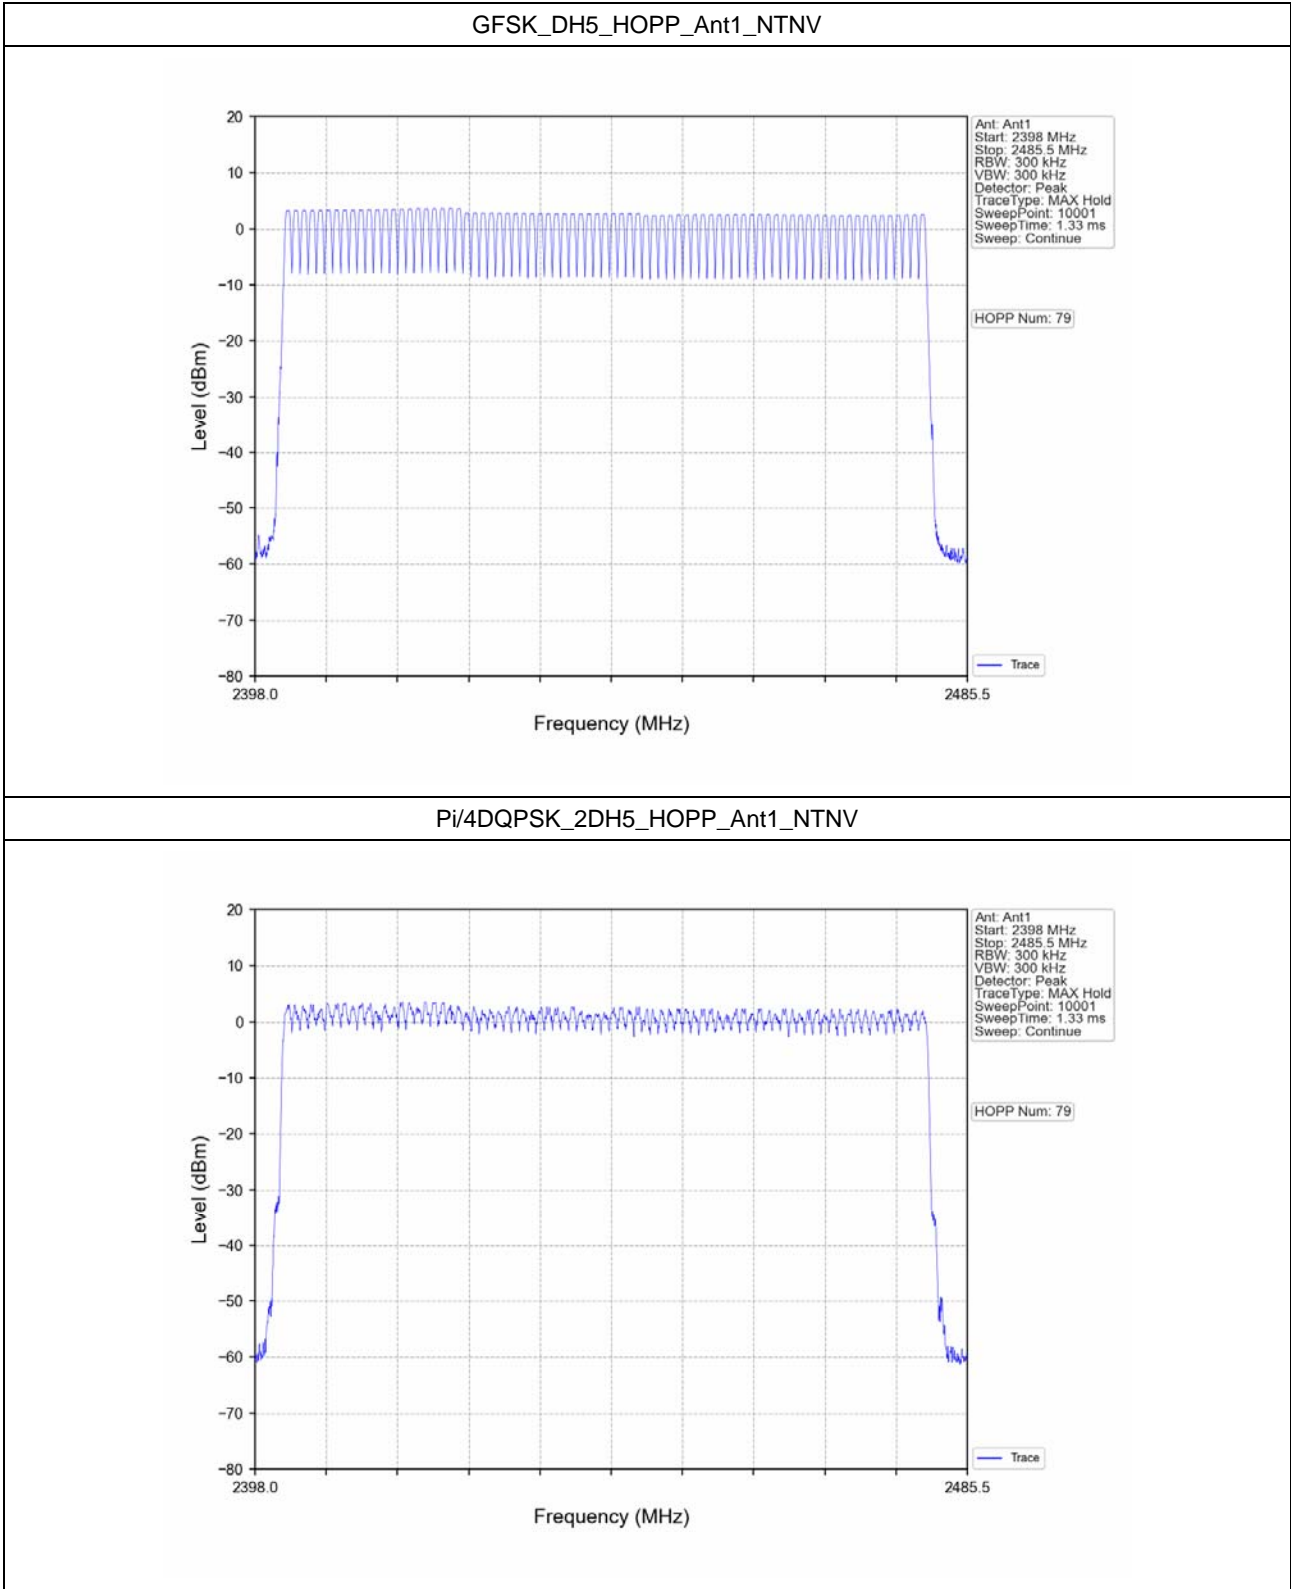 GFSK_DH5_HOPP_Ant1_NTNV
20
10
0
−10
−20
−30
−40
−50
−60
−70
−80
Level (dBm)
2398.0
2485.5
Frequency (MHz)
Ant: Ant1
Start: 2398 MHz
Stop: 2485.5 MHz
RBW: 300 kHz
VBW: 300 kHz
Detector: Peak
TraceType: MAX Hold
SweepPoint: 10001
SweepTime: 1.33 ms
Sweep: Continue
HOPP Num: 79
Trace
Pi/4DQPSK_2DH5_HOPP_Ant1_NTNV
20
10
0
−10
−20
−30
−40
−50
−60
−70
−80
Level (dBm)
2398.0
2485.5
Frequency (MHz)
Ant: Ant1
Start: 2398 MHz
Stop: 2485.5 MHz
RBW: 300 kHz
VBW: 300 kHz
Detector: Peak
TraceType: MAX Hold
SweepPoint: 10001
SweepTime: 1.33 ms
Sweep: Continue
HOPP Num: 79
Trace